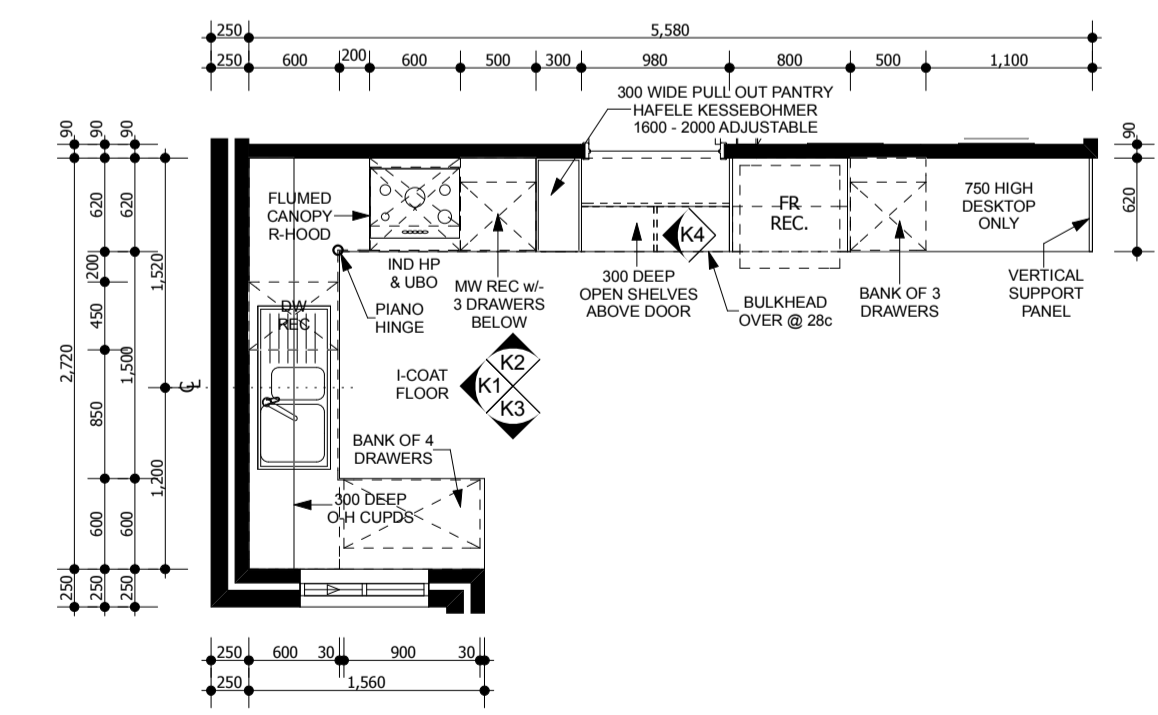 250 5,580
250 600 200 600 500 300 980 800 500 1,100
300 WIDE PULL OUT PANTRY
HAFELE KESSEBOHMER
1600 - 2000 ADJUSTABLE
90 90 90 90
620 620 620
200 1,520
450
2,720 1,500
850
1,200
600 600
250 250 250
FLUMED
CANOPY
R-HOOD
IND HP
& UBO
PIANO
HINGE
MW REC w/-
3 DRAWERS
BELOW
K4
300 DEEP
OPEN SHELVES
ABOVE DOOR
FR
REC.
BULKHEAD
OVER @ 28c
BANK OF 3
DRAWERS
750 HIGH
DESKTOP
ONLY
VERTICAL
SUPPORT
PANEL
DW
REC
CL
I-COAT
FLOOR
K2
K1
K3
BANK OF 4
DRAWERS
300 DEEP
O-H CUPDS
250 600 30 900 30
250 1,560